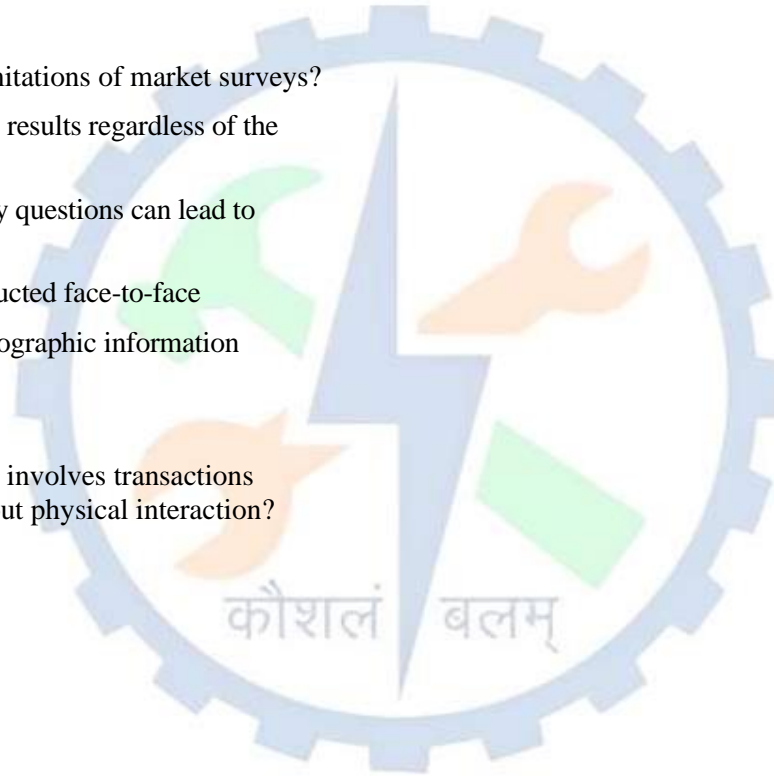 nitations of market surveys?
results regardless of the
y questions can lead to
ucted face-to-face
ographic information
involves transactions
ut physical interaction?
कौशलं बलम्